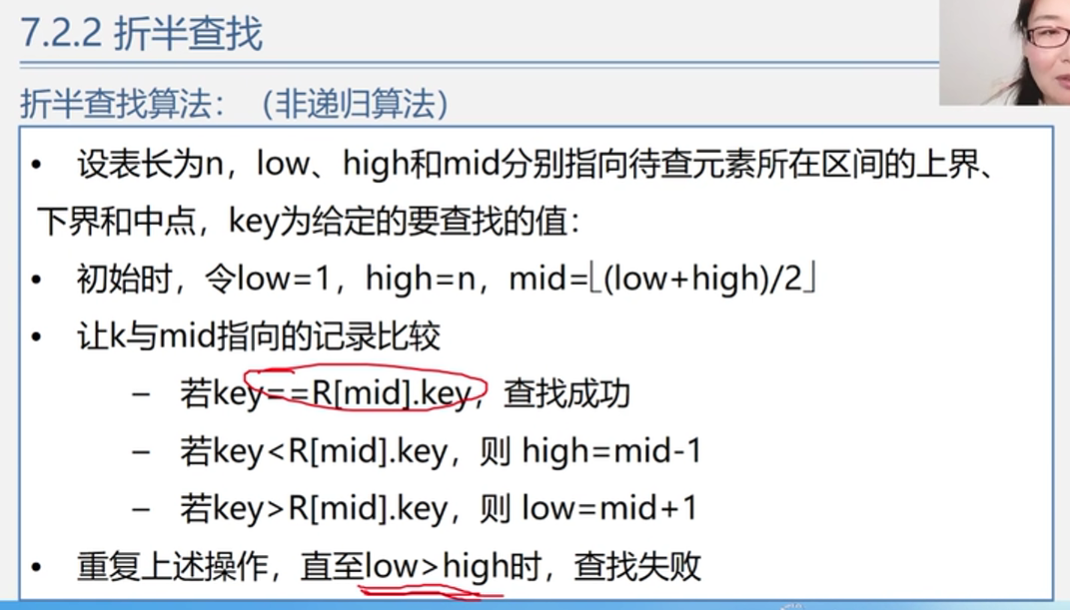 7.2.2 折半查找
折半查找算法：（非递归算法）
• 设表长为n，low、high和mid分别指向待查元素所在区间的上界、
下界和中点，key为给定的要查找的值：
• 初始时，令low=1，high=n，mid=⌊(low+high)/2⌋
• 让k与mid指向的记录比较
– 若key==R[mid].key，查找成功
– 若key<R[mid].key，则 high=mid-1
– 若key>R[mid].key，则 low=mid+1
• 重复上述操作，直至low>high时，查找失败